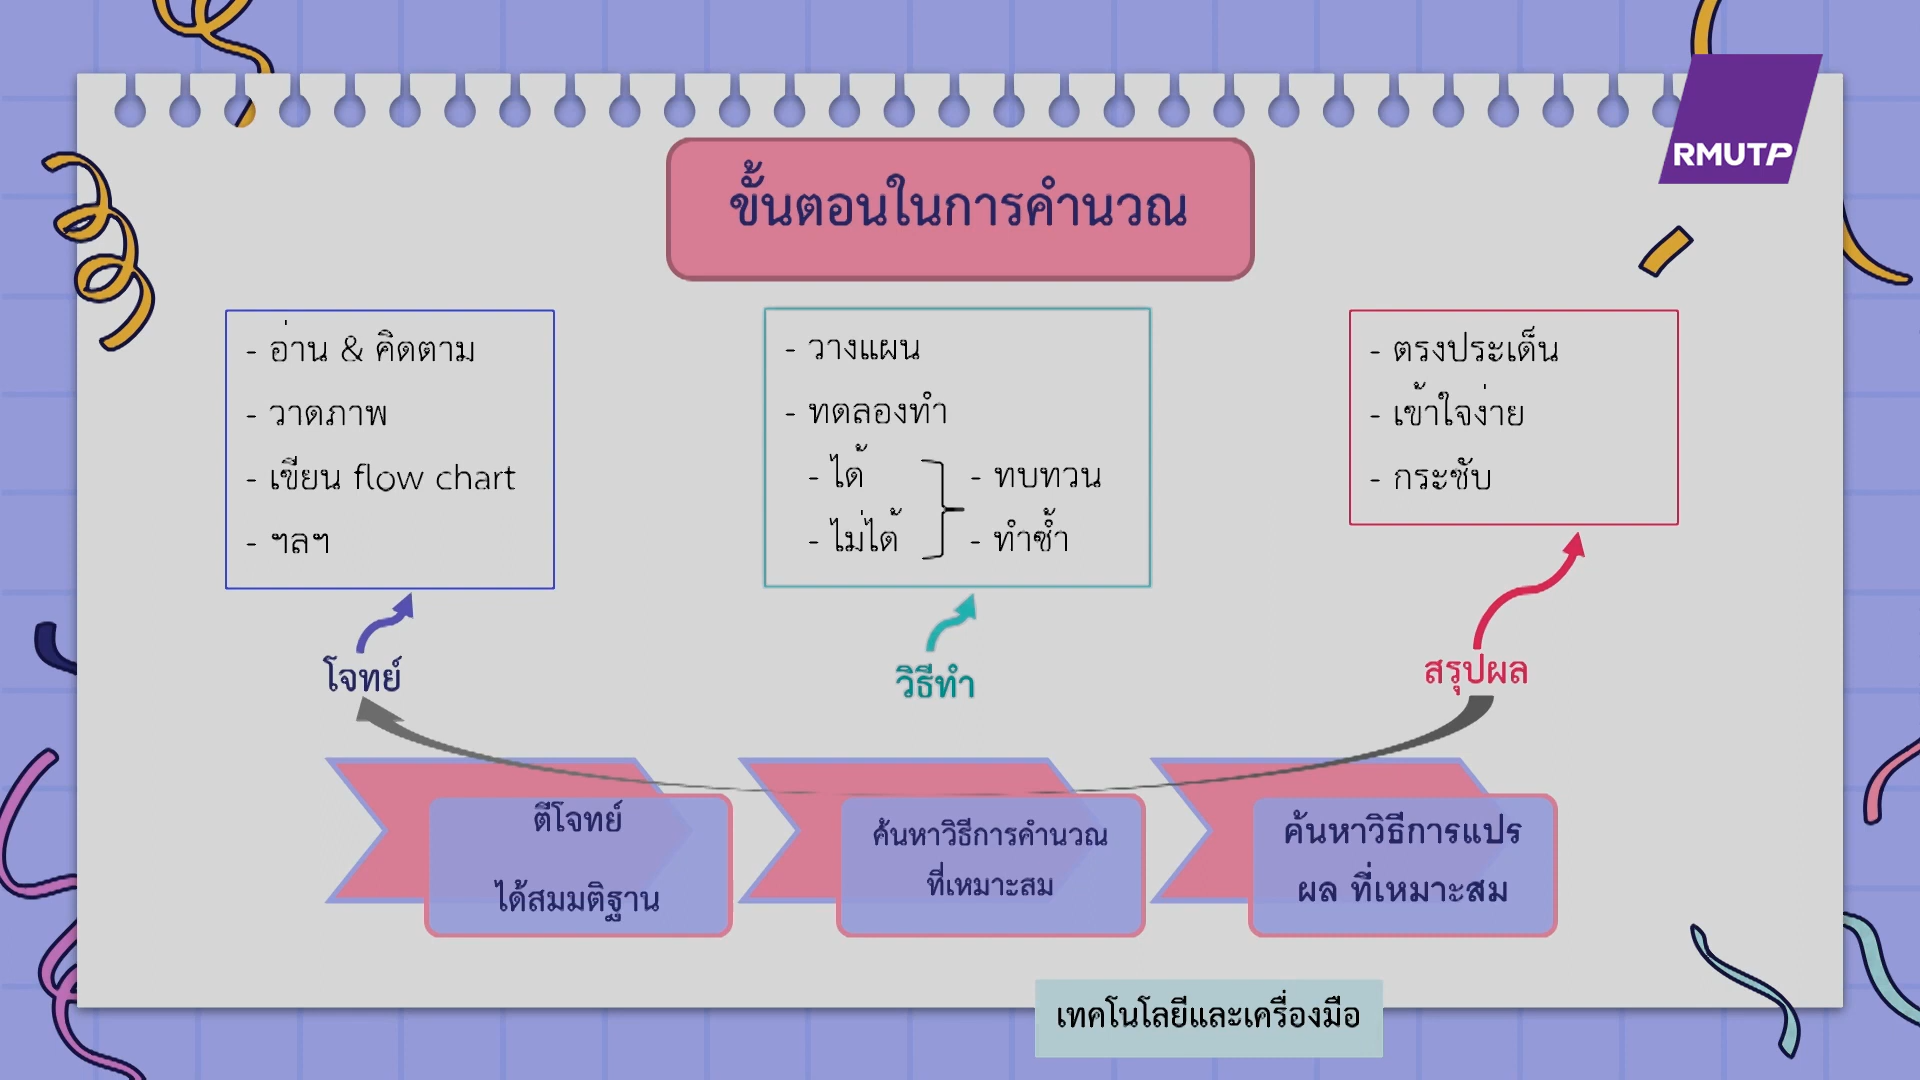 RMUTP
ขั้นตอนในการคำนวณ
- อ่าน & คิดตาม
- วาดภาพ
- เขียน flow chart
- ฯลฯ
- วางแผน
- ทดลองทำ
- ได้
- ไม่ได้
- ทบทวน
- ทำซ้ำ
- ตรงประเด็น
- เข้าใจง่าย
- กระชับ
โจทย์
วิธีทำ
สรุปผล
ตีโจทย์
ได้สมมติฐาน
ค้นหาวิธีการคำนวณ
ที่เหมาะสม
ค้นหาวิธีการแปร
ผล ที่เหมาะสม
เทคโนโลยีและเครื่องมือ